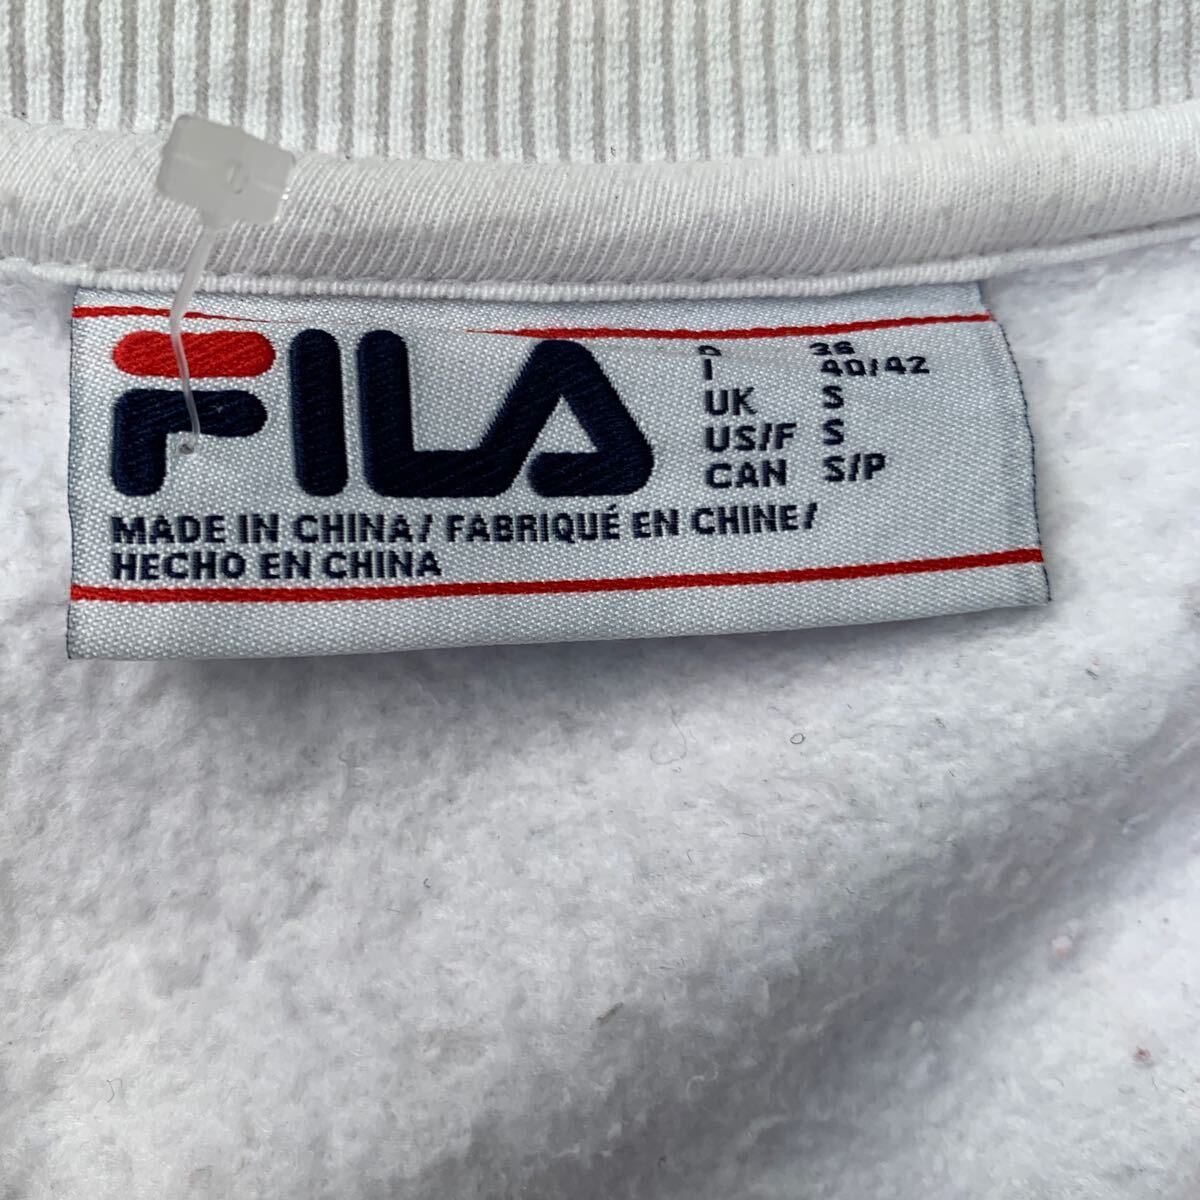 FILA
36
I 40/42
UK S
US/F S
CAN S/P
MADE IN CHINA/ FABRIQUÉ EN CHINE/
HECHO EN CHINA